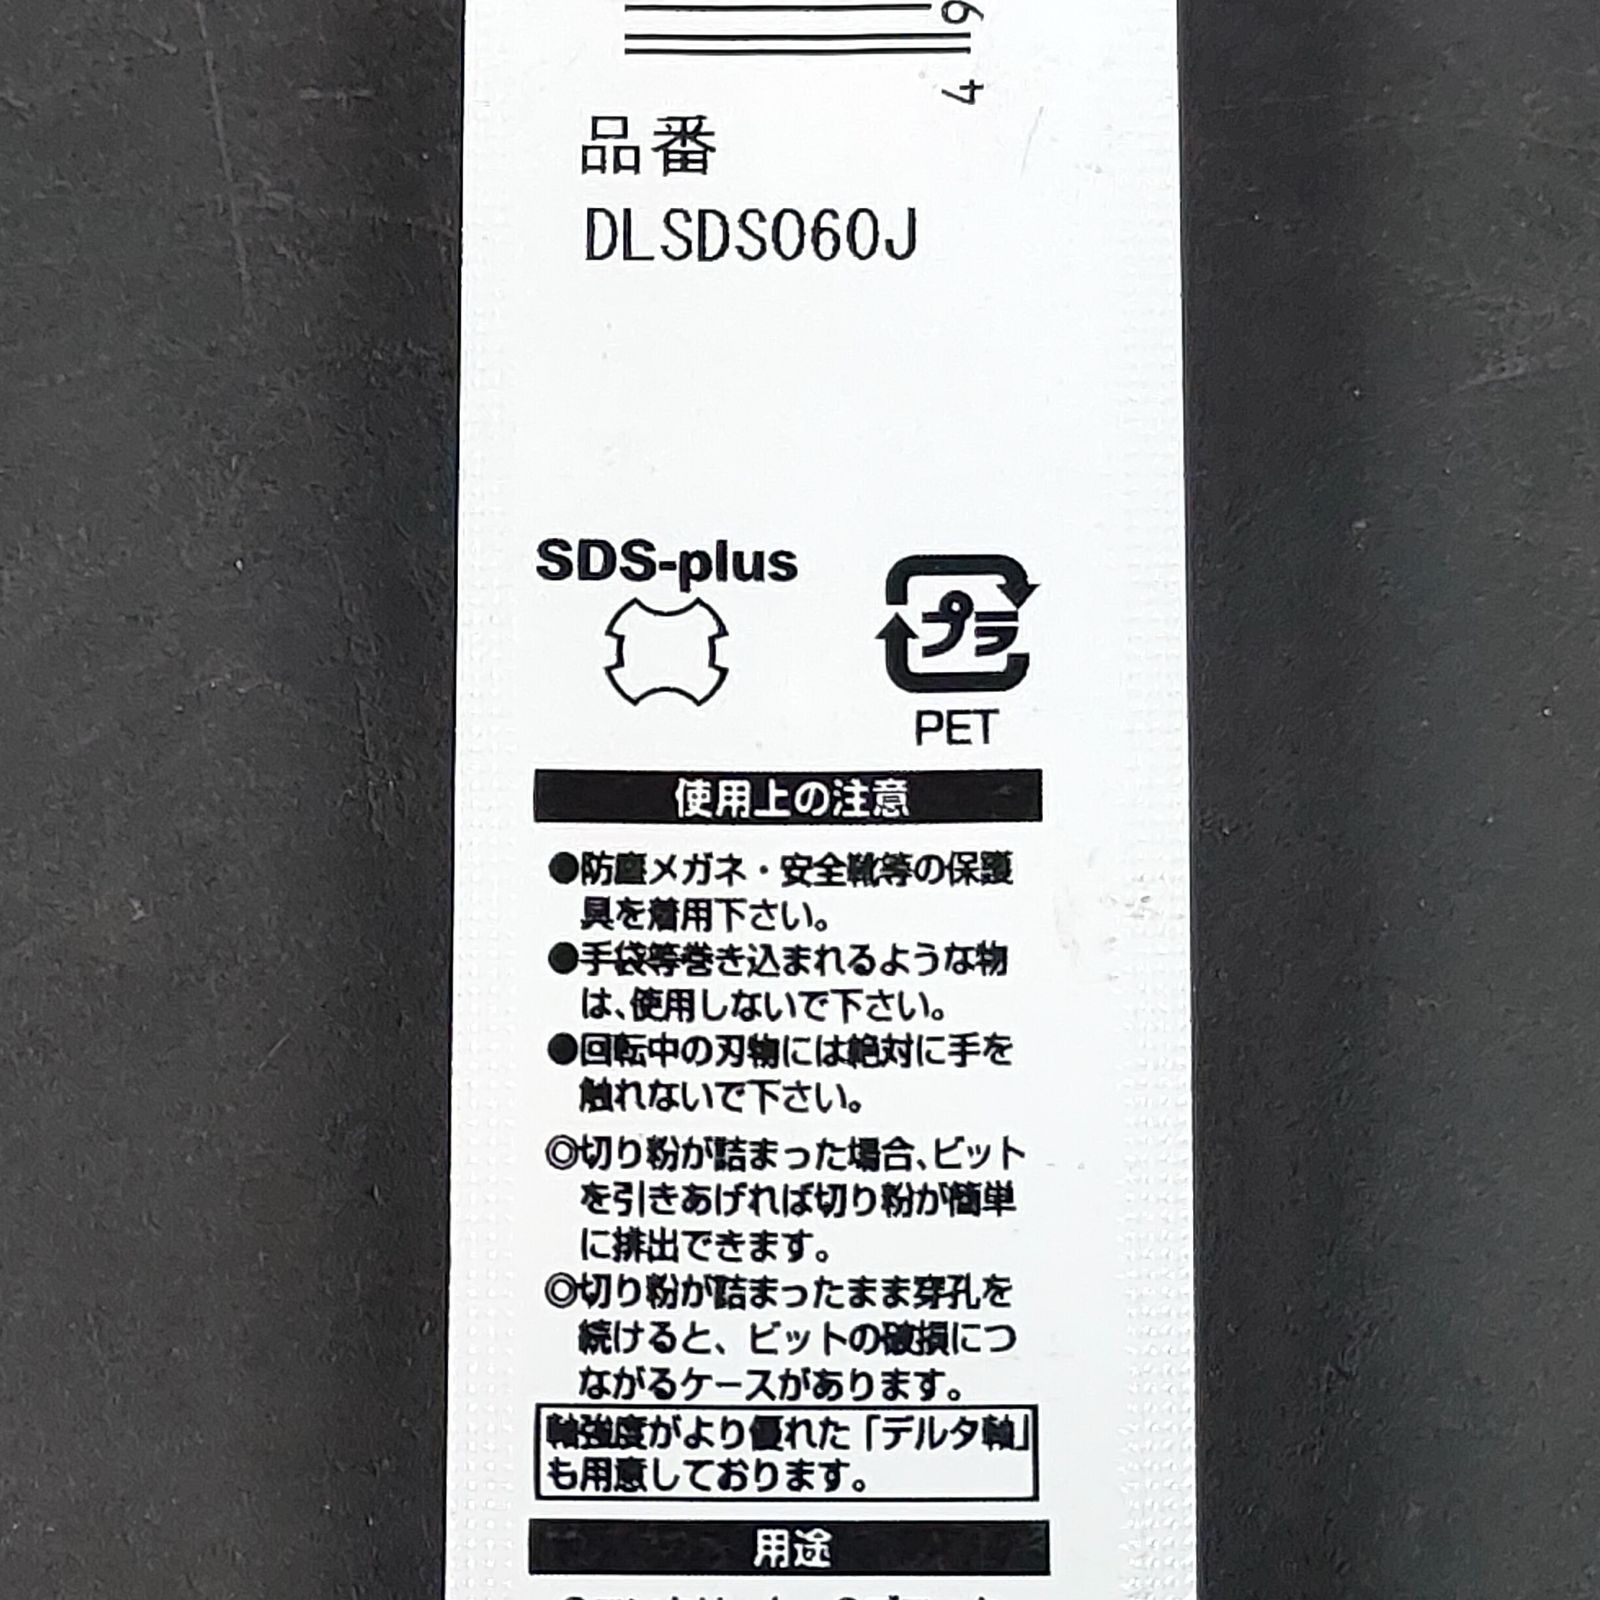 6
4
品番
DLSDS060J
SDS-plus
プラ
PET
使用上の注意
●防塵メガネ・安全靴等の保護
具を着用下さい。
●手袋等巻き込まれるような物
は、使用しないで下さい。
●回転中の刃物には絶対に手を
触れないで下さい。
◎切り粉が詰まった場合、ビット
を引きあげれば切り粉が簡単
に排出できます。
◎切り粉が詰まったまま穿孔を
続けると、ビットの破損につ
ながるケースがあります。
軸強度がより優れた「デルタ軸」
も用意しております。
用途